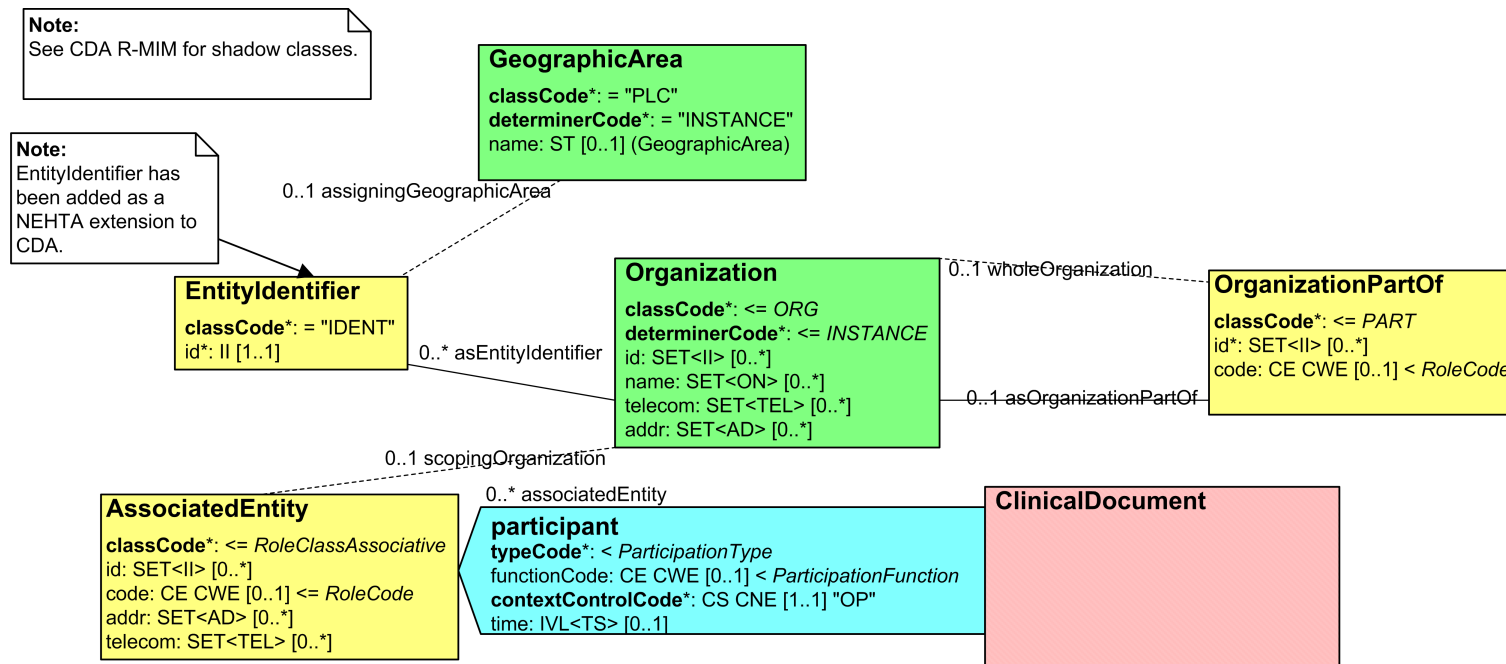 Note:
See CDA R-MIM for shadow classes.
GeographicArea
classCode*: = "PLC"
determinerCode*: = "INSTANCE"
name: ST [0..1] (GeographicArea)
Note:
EntityIdentifier has
been added as a
NEHTA extension to
CDA.
0..1 assigningGeographicArea
EntityIdentifier
classCode*: = "IDENT"
id*: II [1..1]
0..* asEntityIdentifier
Organization
classCode*: <= ORG
determinerCode*: <= INSTANCE
id: SET<II> [0..*]
name: SET<ON> [0..*]
telecom: SET<TEL> [0..*]
addr: SET<AD> [0..*]
0..1 wholeOrganization
OrganizationPartOf
classCode*: <= PART
id*: SET<II> [0..*]
code: CE CWE [0..1] < RoleCode
0..1 asOrganizationPartOf
0..1 scopingOrganization
AssociatedEntity
classCode*: <= RoleClassAssociative
id: SET<II> [0..*]
code: CE CWE [0..1] <= RoleCode
addr: SET<AD> [0..*]
telecom: SET<TEL> [0..*]
0..* associatedEntity
participant
typeCode*: < ParticipationType
functionCode: CE CWE [0..1] < ParticipationFunction
contextControlCode*: CS CNE [1..1] "OP"
time: IVL<TS> [0..1]
ClinicalDocument